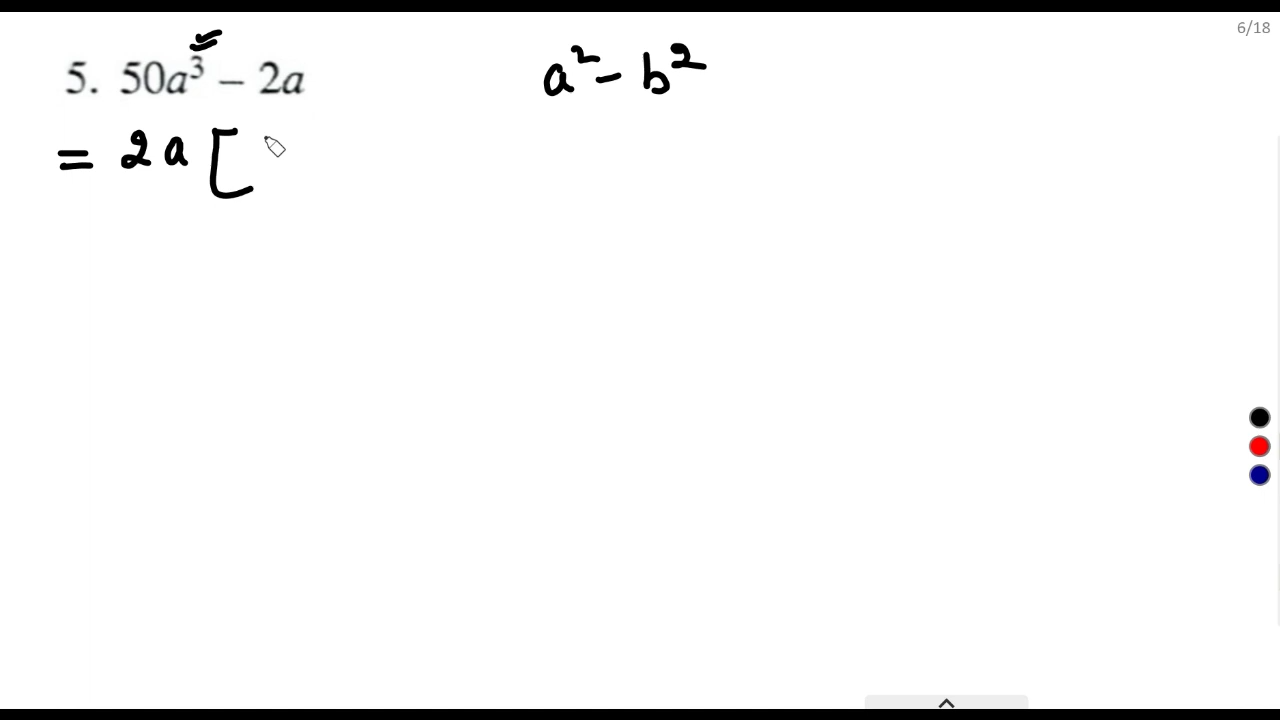 6/18
5. 50a³ – 2a
a² – b²
= 2a [